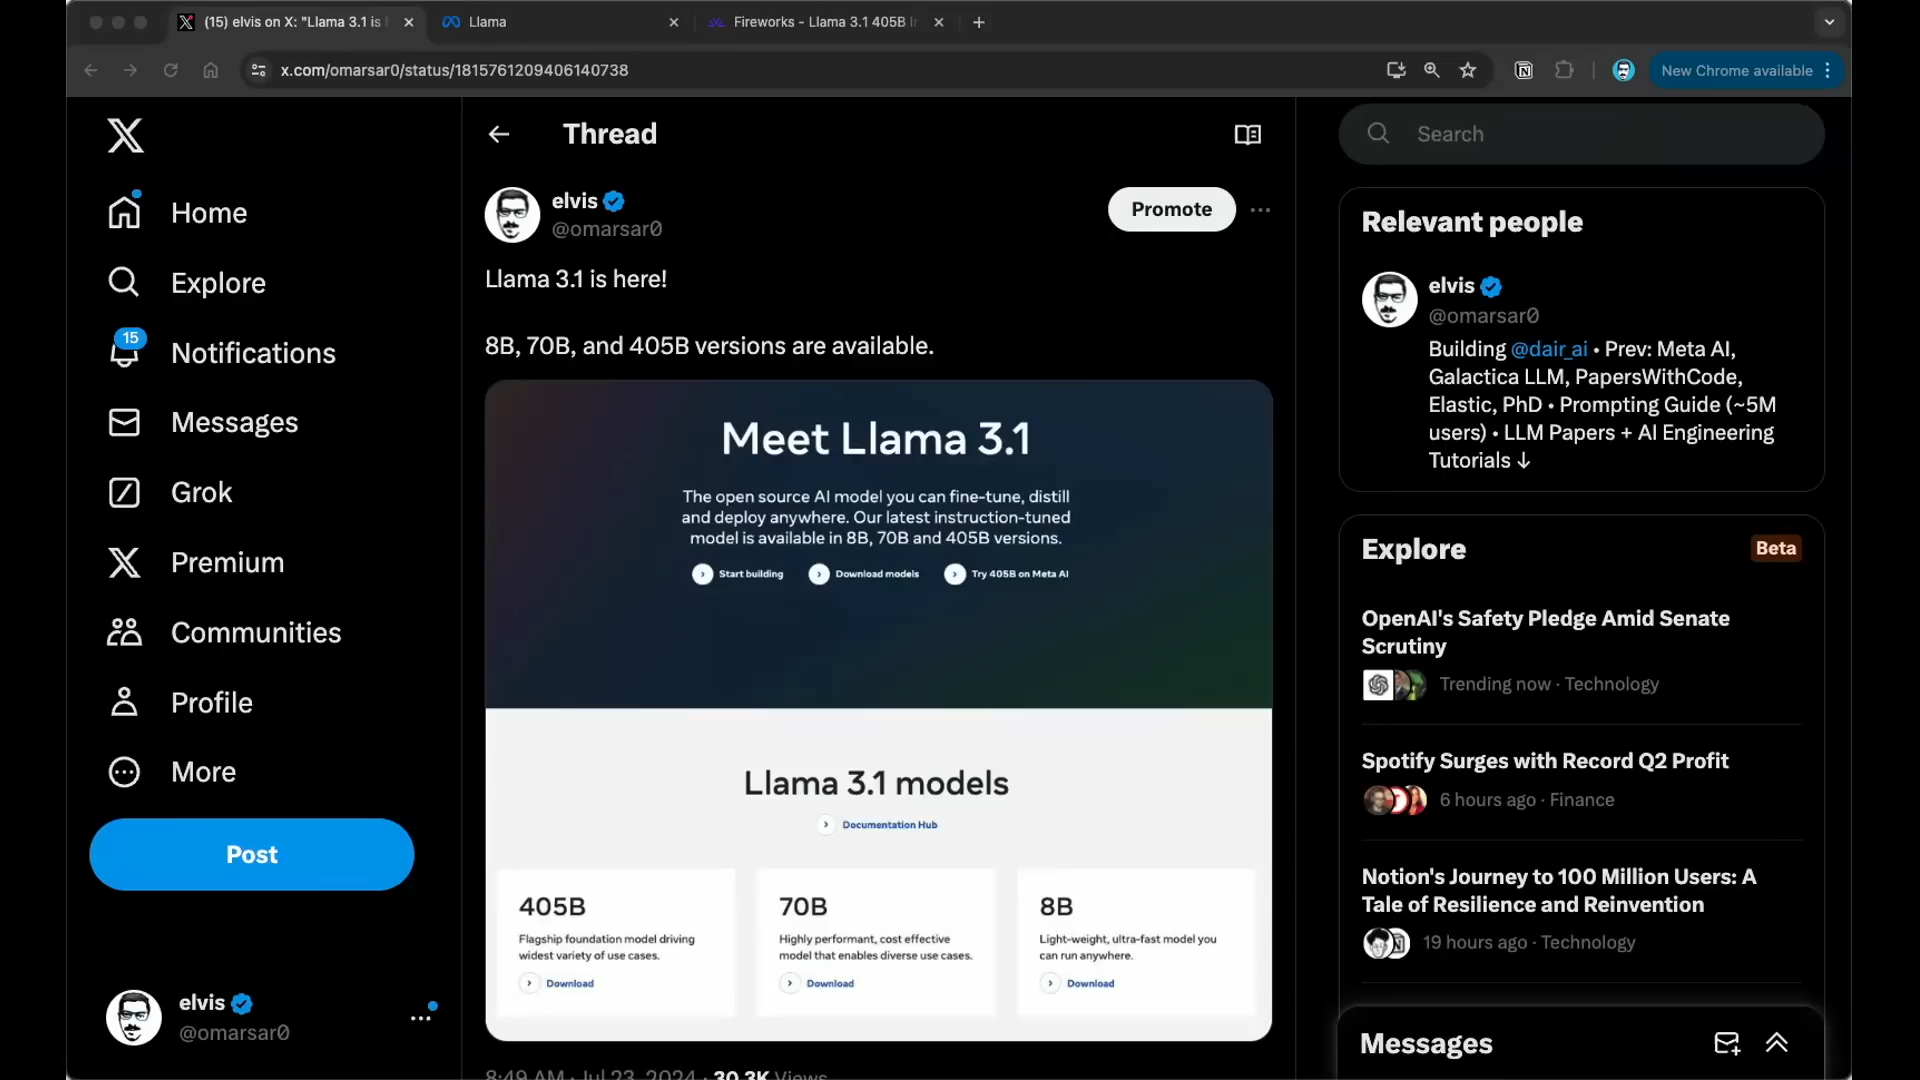 (15) elvis on X: "Llama 3.1 is
Llama
Fireworks - Llama 3.1 405B
x.com/omarsar0/status/1815761209406140738
New Chrome available
Home
Explore
15
Notifications
Messages
Grok
Premium
Communities
Profile
More
Post
elvis
@omarsar0
Thread
elvis
@omarsar0
Promote
Llama 3.1 is here!
8B, 70B, and 405B versions are available.
Meet Llama 3.1
The open source AI model you can fine-tune, distill
and deploy anywhere. Our latest instruction-tuned
model is available in 8B, 70B and 405B versions.
Start building
Download models
Try 405B on Meta AI
Llama 3.1 models
Documentation Hub
405B
Flagship foundation model driving
widest variety of use cases.
Download
70B
Highly performant, cost effective
model that enables diverse use cases.
Download
8B
Light-weight, ultra-fast model you
can run anywhere.
Download
8:49 AM · Jul 23, 2024 · 30.3K Views
Search
Relevant people
elvis
@omarsar0
Building @dair_ai • Prev: Meta AI,
Galactica LLM, PapersWithCode,
Elastic, PhD • Prompting Guide (~5M
users) • LLM Papers + AI Engineering
Tutorials ↓
Explore
Beta
OpenAI's Safety Pledge Amid Senate
Scrutiny
Trending now · Technology
Spotify Surges with Record Q2 Profit
6 hours ago · Finance
Notion's Journey to 100 Million Users: A
Tale of Resilience and Reinvention
19 hours ago · Technology
Messages